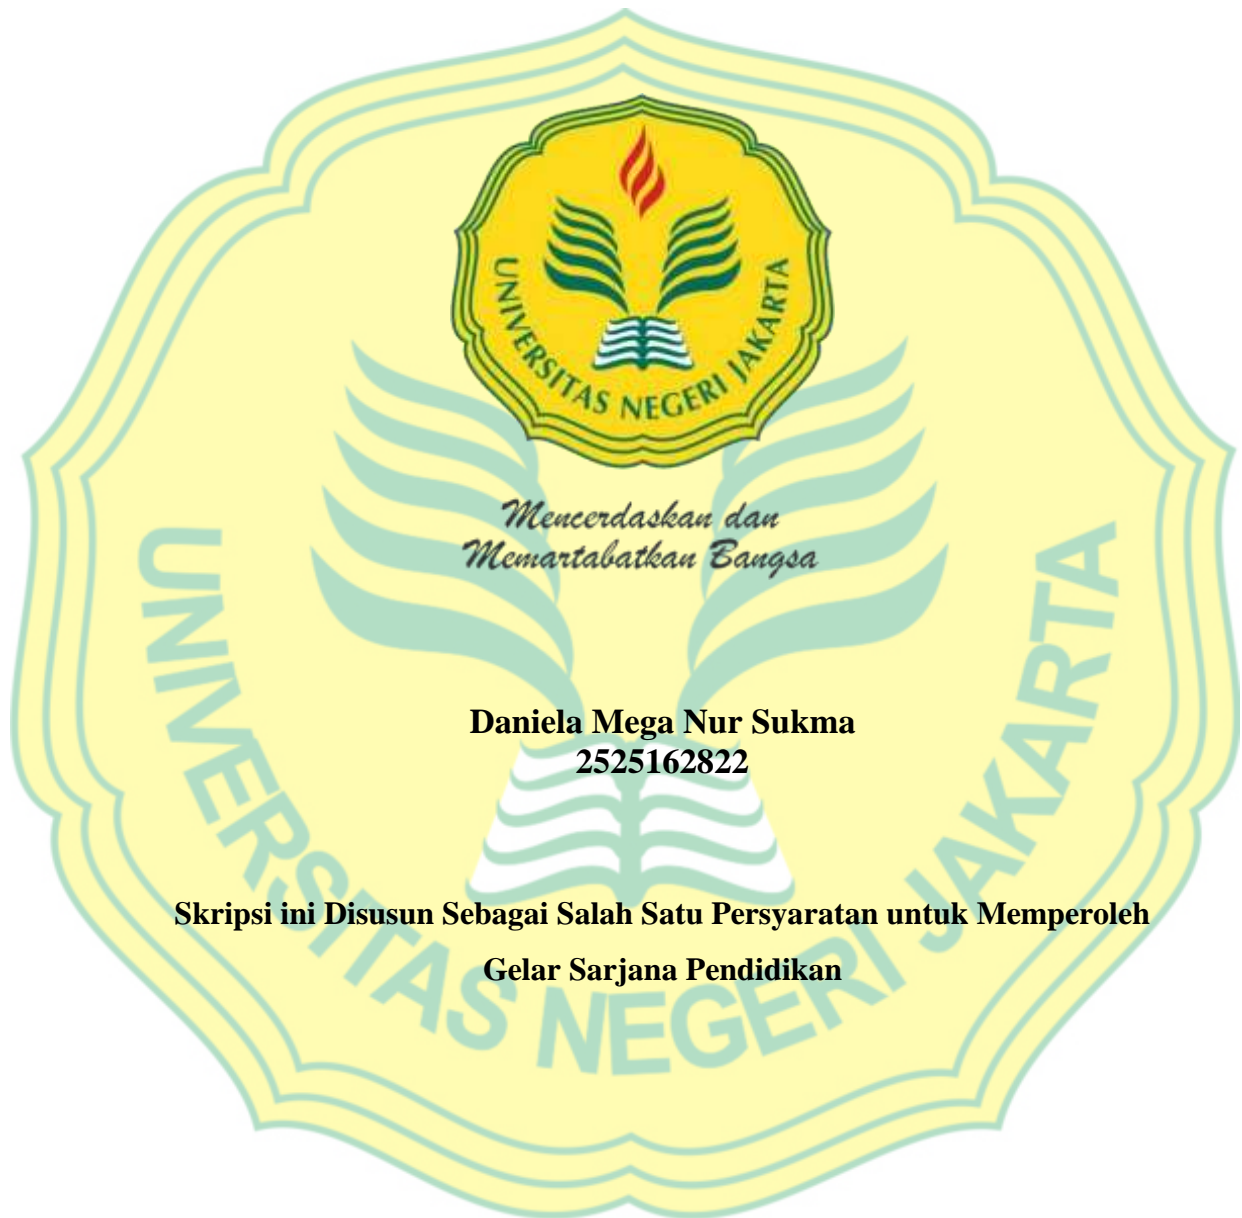 UNIVERSITAS NEGERI JAKARTA
Mencerdaskan dan
Memartabatkan Bangsa
Daniela Mega Nur Sukma
2525162822
Skripsi ini Disusun Sebagai Salah Satu Persyaratan untuk Memperoleh
Gelar Sarjana Pendidikan
UNIVERSITAS NEGERI JAKARTA